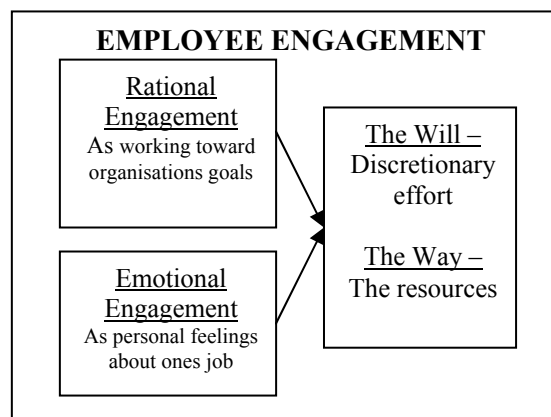 EMPLOYEE ENGAGEMENT
Rational
Engagement
As working toward
organisations goals
Emotional
Engagement
As personal feelings
about ones job
The Will –
Discretionary
effort
The Way –
The resources